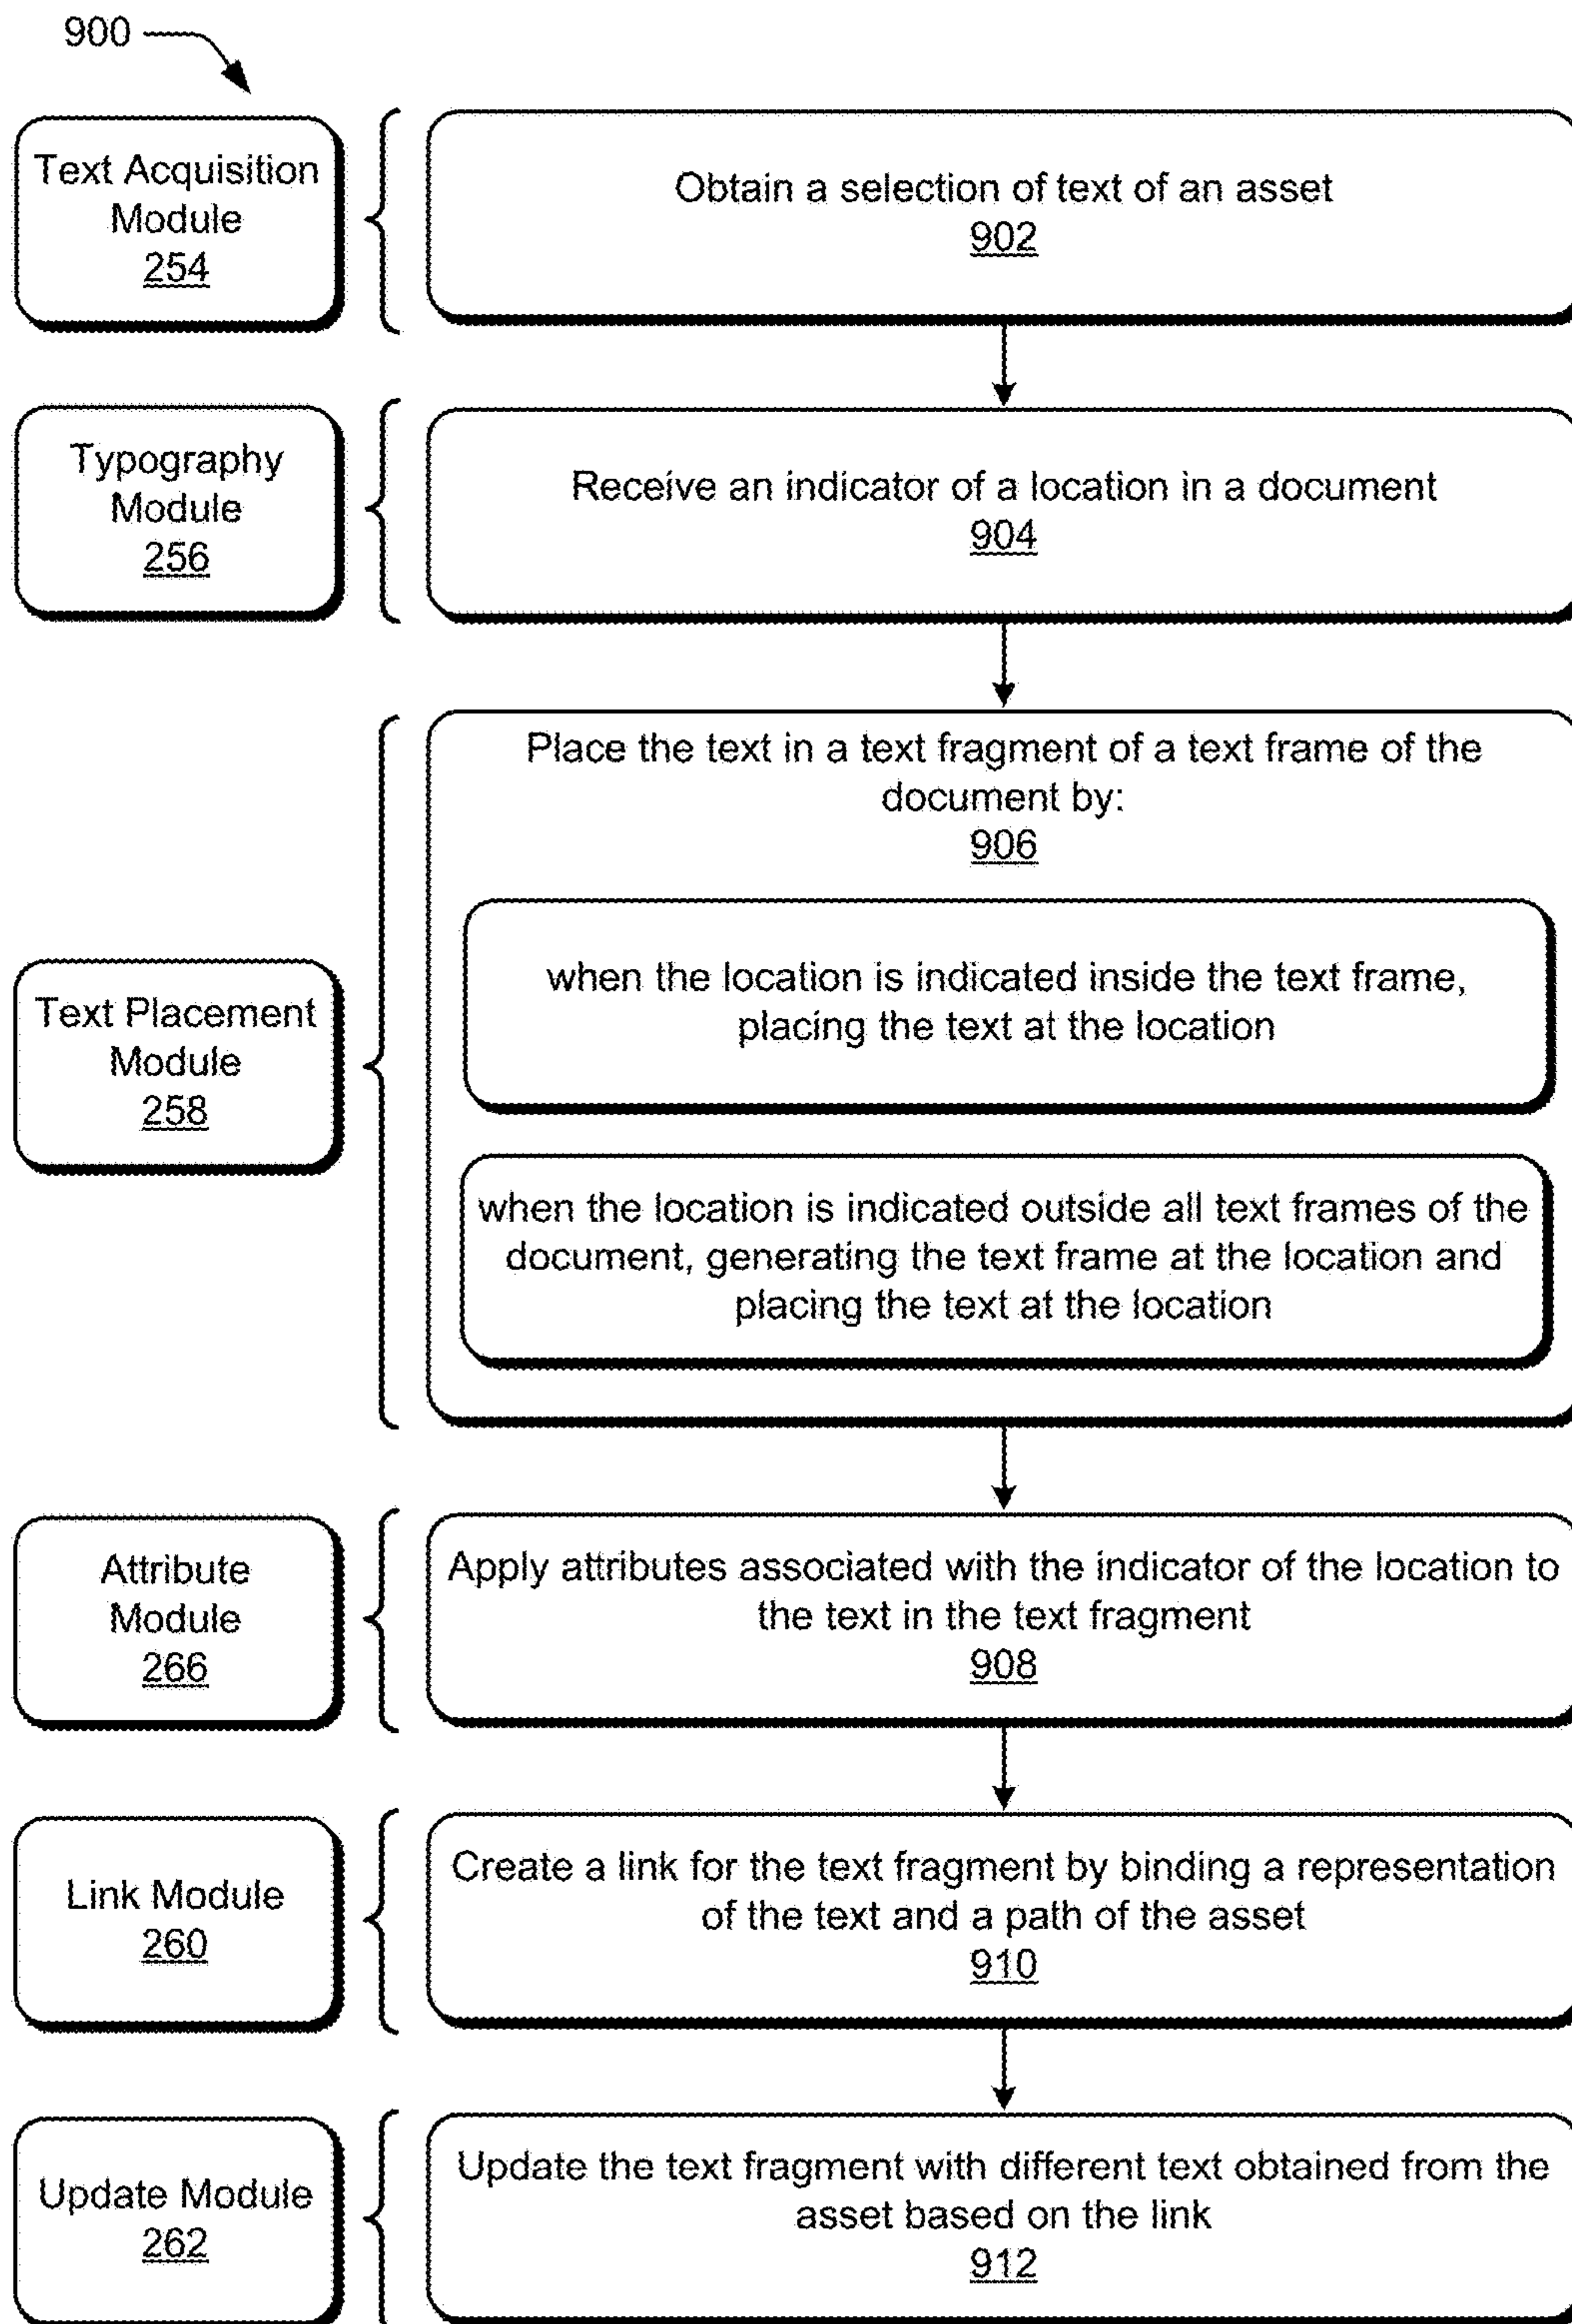 900
Text Acquisition
Module
254
Obtain a selection of text of an asset
902
Typography
Module
256
Receive an indicator of a location in a document
904
Text Placement
Module
258
Place the text in a text fragment of a text frame of the
document by:
906
when the location is indicated inside the text frame,
placing the text at the location
when the location is indicated outside all text frames of the
document, generating the text frame at the location and
placing the text at the location
Attribute
Module
266
Apply attributes associated with the indicator of the location to
the text in the text fragment
908
Link Module
260
Create a link for the text fragment by binding a representation
of the text and a path of the asset
910
Update Module
262
Update the text fragment with different text obtained from the
asset based on the link
912